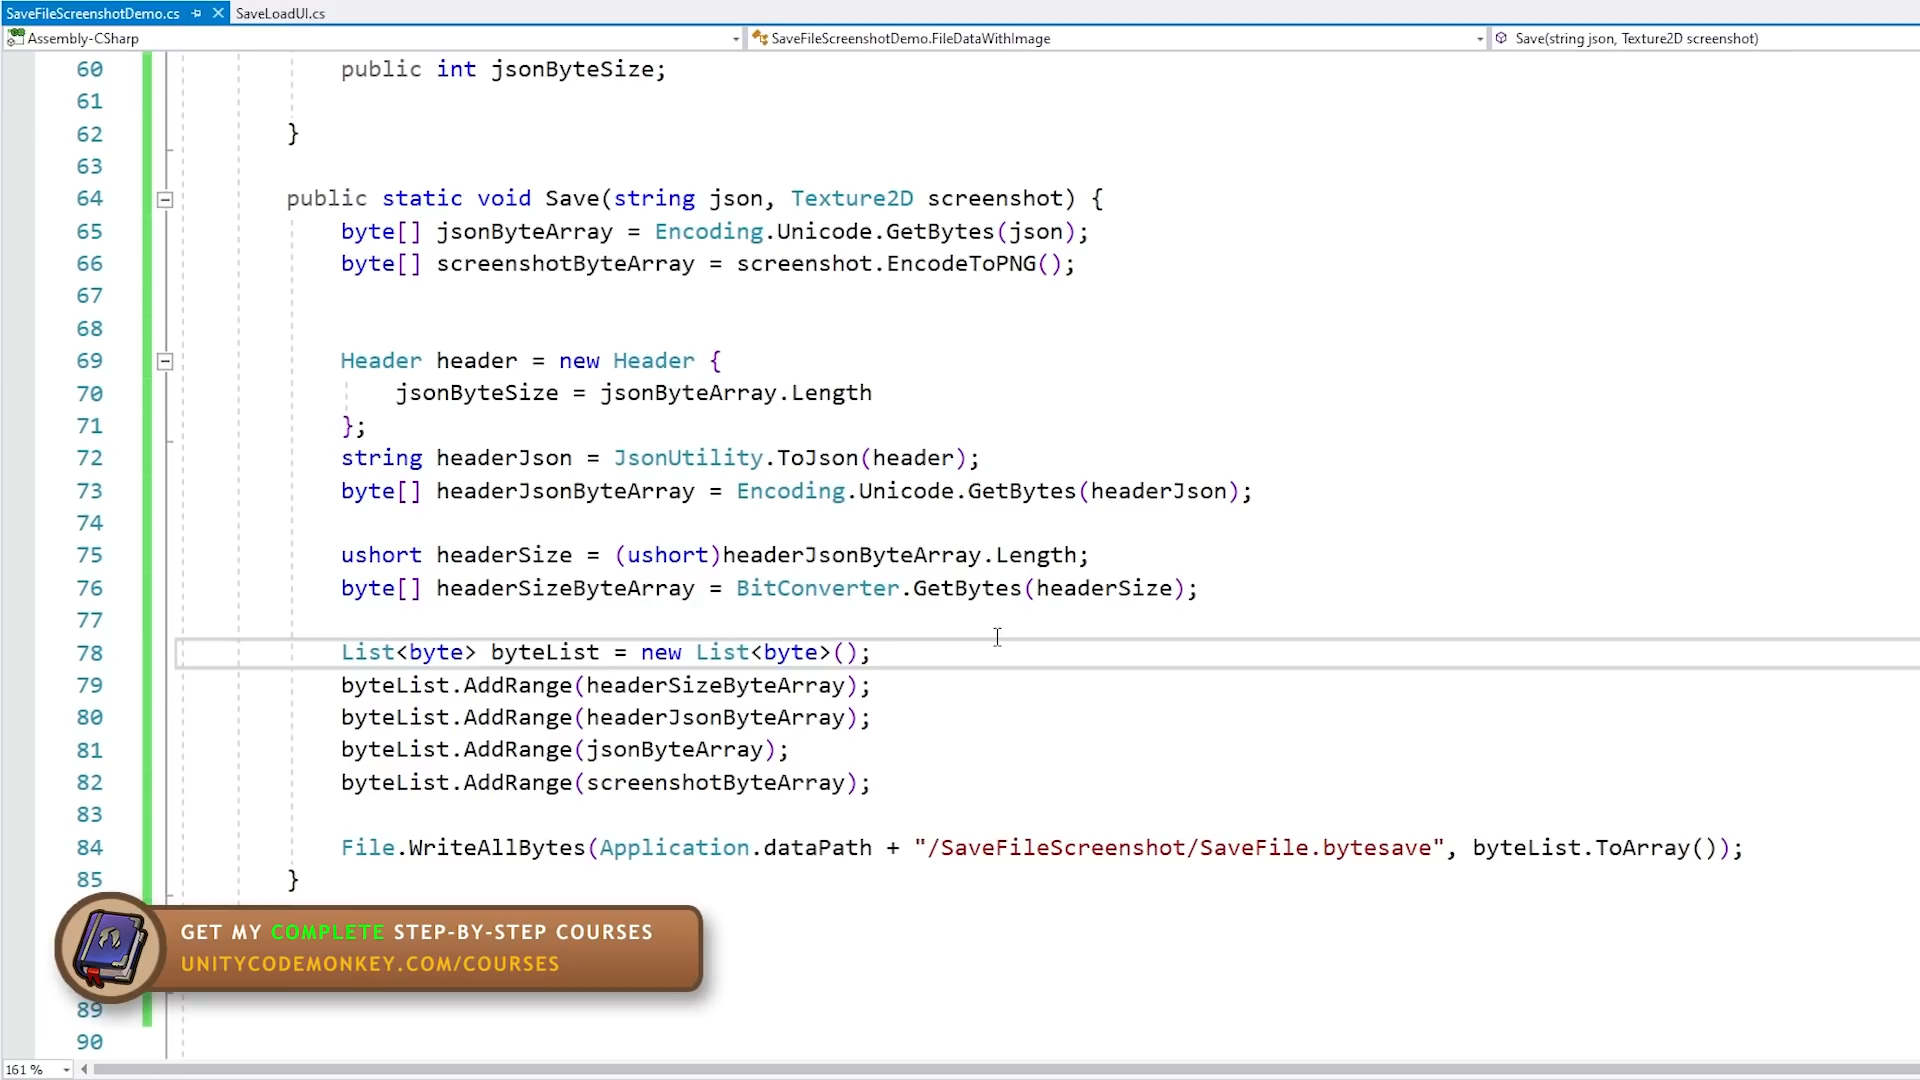 SaveFileScreenshotDemo.cs SaveLoadUI.cs
Assembly-CSharp SaveFileScreenshotDemo.FileDataWithImage Save(string json, Texture2D screenshot)
60 public int jsonByteSize;
61
62 }
63
64 public static void Save(string json, Texture2D screenshot) {
65 byte[] jsonByteArray = Encoding.Unicode.GetBytes(json);
66 byte[] screenshotByteArray = screenshot.EncodeToPNG();
67
68
69 Header header = new Header {
70 jsonByteSize = jsonByteArray.Length
71 };
72 string headerJson = JsonUtility.ToJson(header);
73 byte[] headerJsonByteArray = Encoding.Unicode.GetBytes(headerJson);
74
75 ushort headerSize = (ushort)headerJsonByteArray.Length;
76 byte[] headerSizeByteArray = BitConverter.GetBytes(headerSize);
77
78 List<byte> byteList = new List<byte>();
79 byteList.AddRange(headerSizeByteArray);
80 byteList.AddRange(headerJsonByteArray);
81 byteList.AddRange(jsonByteArray);
82 byteList.AddRange(screenshotByteArray);
83
84 File.WriteAllBytes(Application.dataPath + "/SaveFileScreenshot/SaveFile.bytesave", byteList.ToArray());
85 }
GET MY COMPLETE STEP-BY-STEP COURSES
UNITYCODEMONKEY.COM/COURSES
89
90
161 %